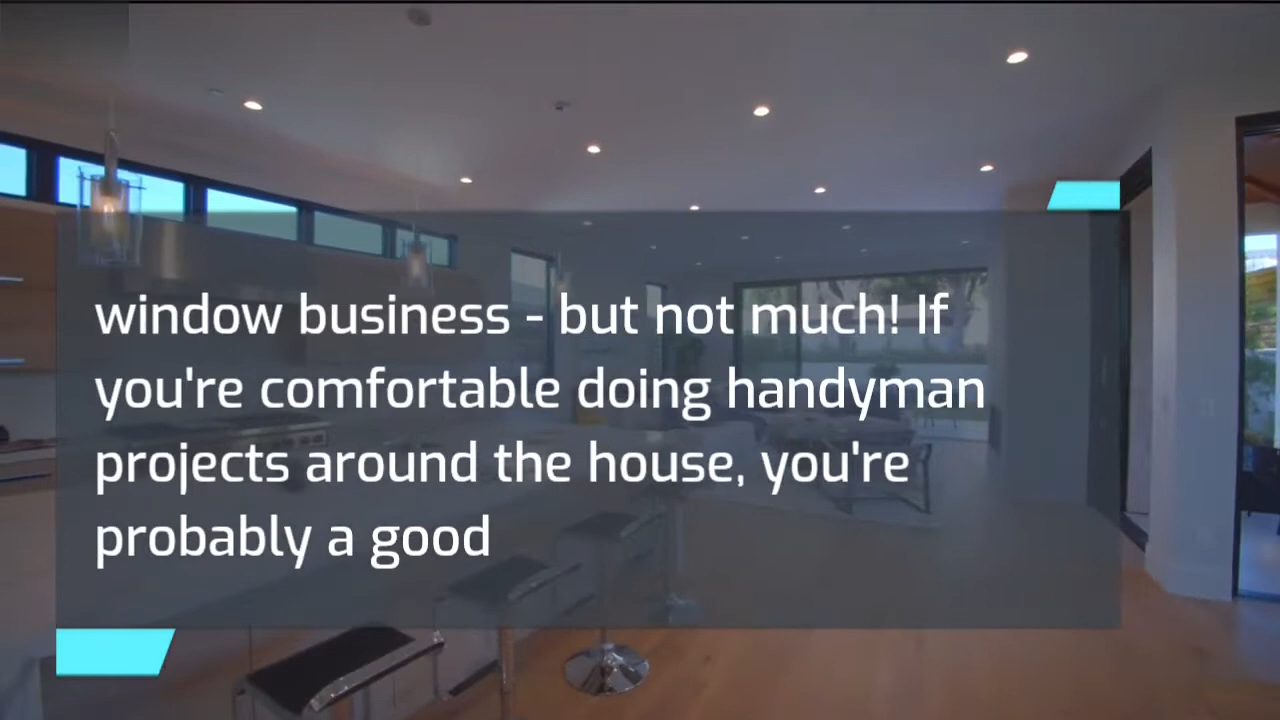 window business - but not much! If
you're comfortable doing handyman
projects around the house, you're
probably a good